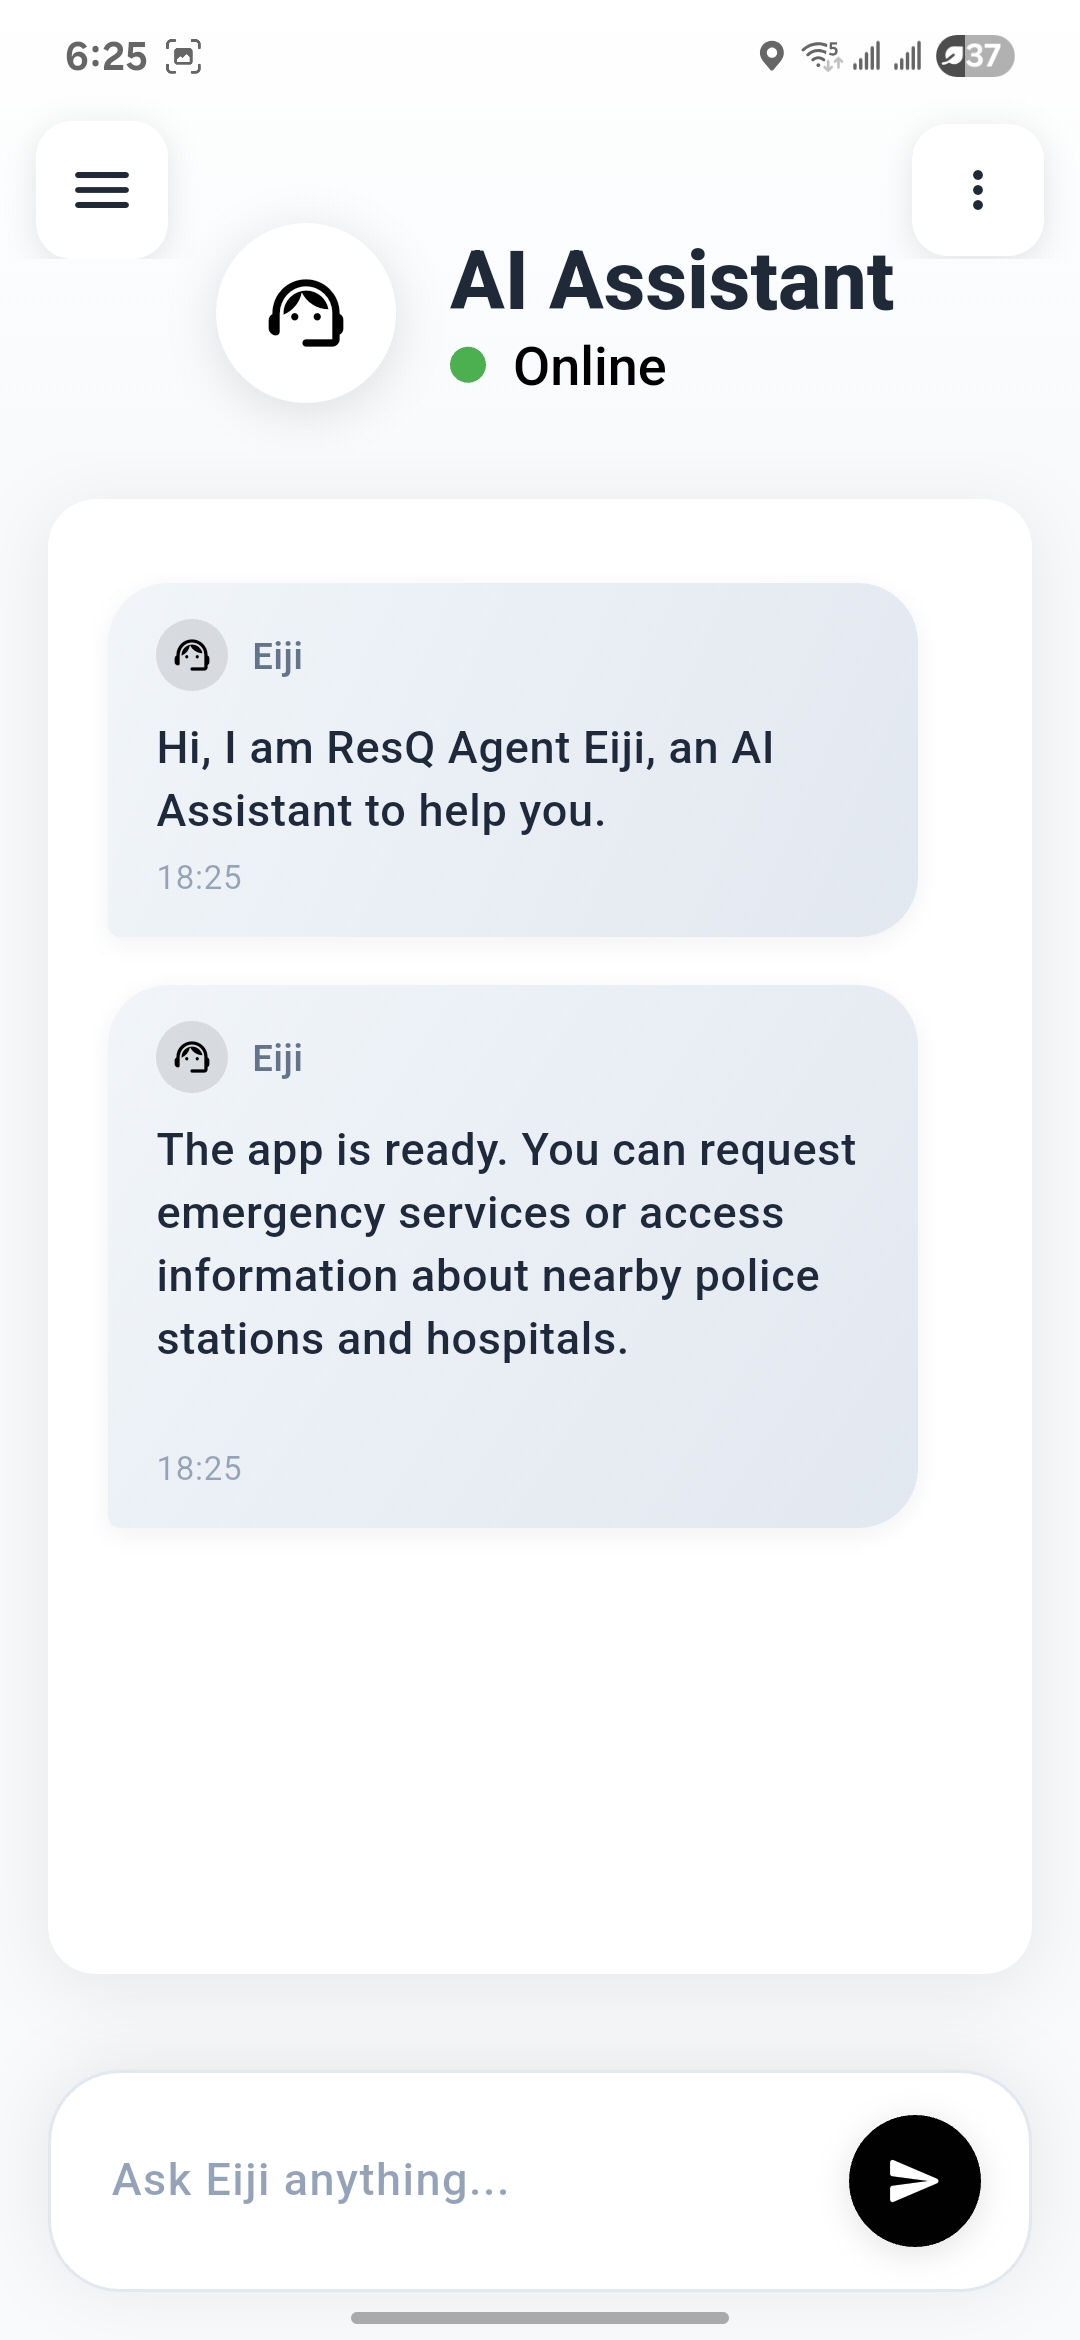 6:25
5
37
AI Assistant
Online
Eiji
Hi, I am ResQ Agent Eiji, an AI
Assistant to help you.
18:25
Eiji
The app is ready. You can request
emergency services or access
information about nearby police
stations and hospitals.
18:25
Ask Eiji anything...